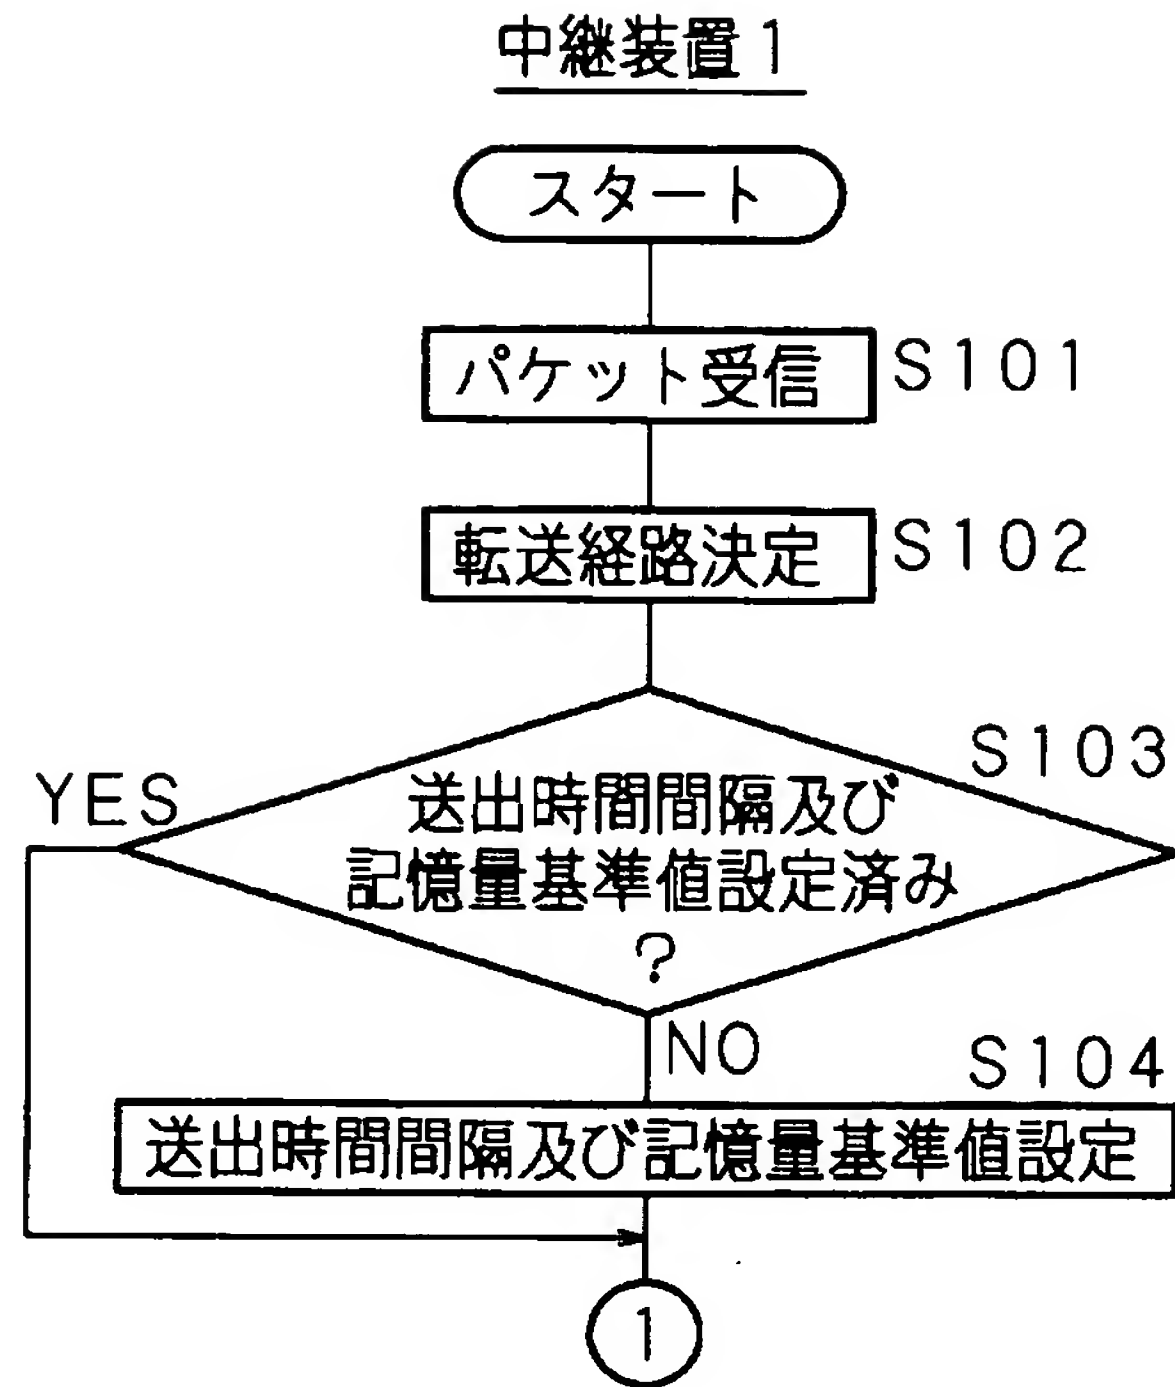 中継装置1
スタート
パケット受信 S101
転送経路決定 S102
S103
YES
送出時間間隔及び
記憶量基準値設定済み
?
NO
S104
送出時間間隔及び記憶量基準値設定
1